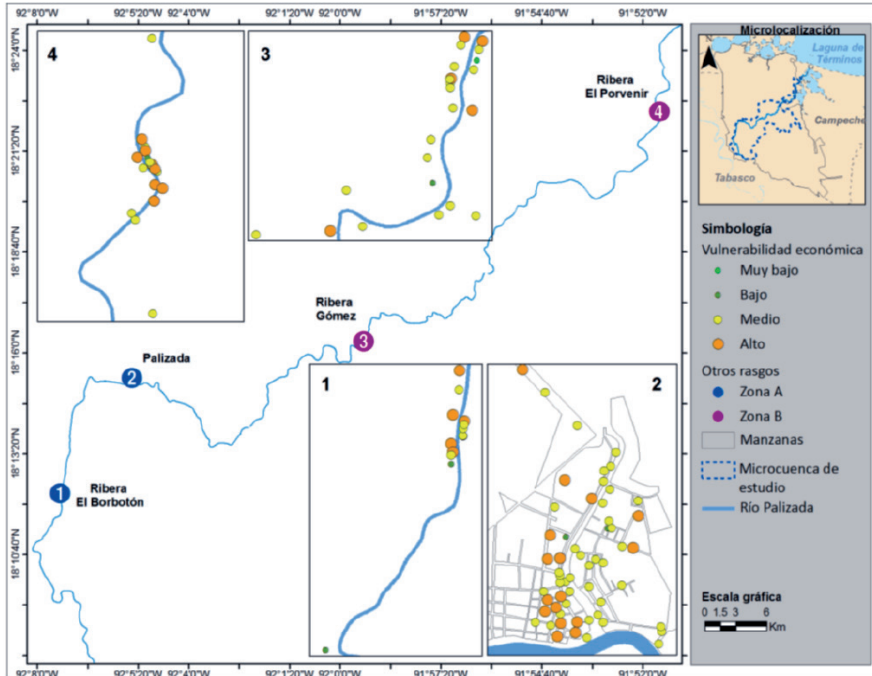 92°8'0"O 92°5'20"O 92°2'40"O 92°1'20"O 92°0'0"O 91°57'20"O 91°54'40"O 91°52'0"O
18°24'0"N
18°21'20"N
18°18'40"N
18°16'0"N
18°13'20"N
18°10'40"N
4
3
Ribera
El Porvenir
4
Ribera
Gómez
3
Palizada
2
1
Ribera
El Borbotón
1
2
92°8'0"O 92°5'20"O 92°4'0"O 92°1'20"O 92°0'0"O 91°57'20"O 91°54'40"O 91°52'0"O
Microlocalización
Laguna de
Términos
Campeche
Tabasco
Simbología
Vulnerabilidad económica
Muy bajo
Bajo
Medio
Alto
Otros rasgos
Zona A
Zona B
Manzanas
Microcuenca de
estudio
Río Palizada
Escala gráfica
0 1.5 3 6
Km